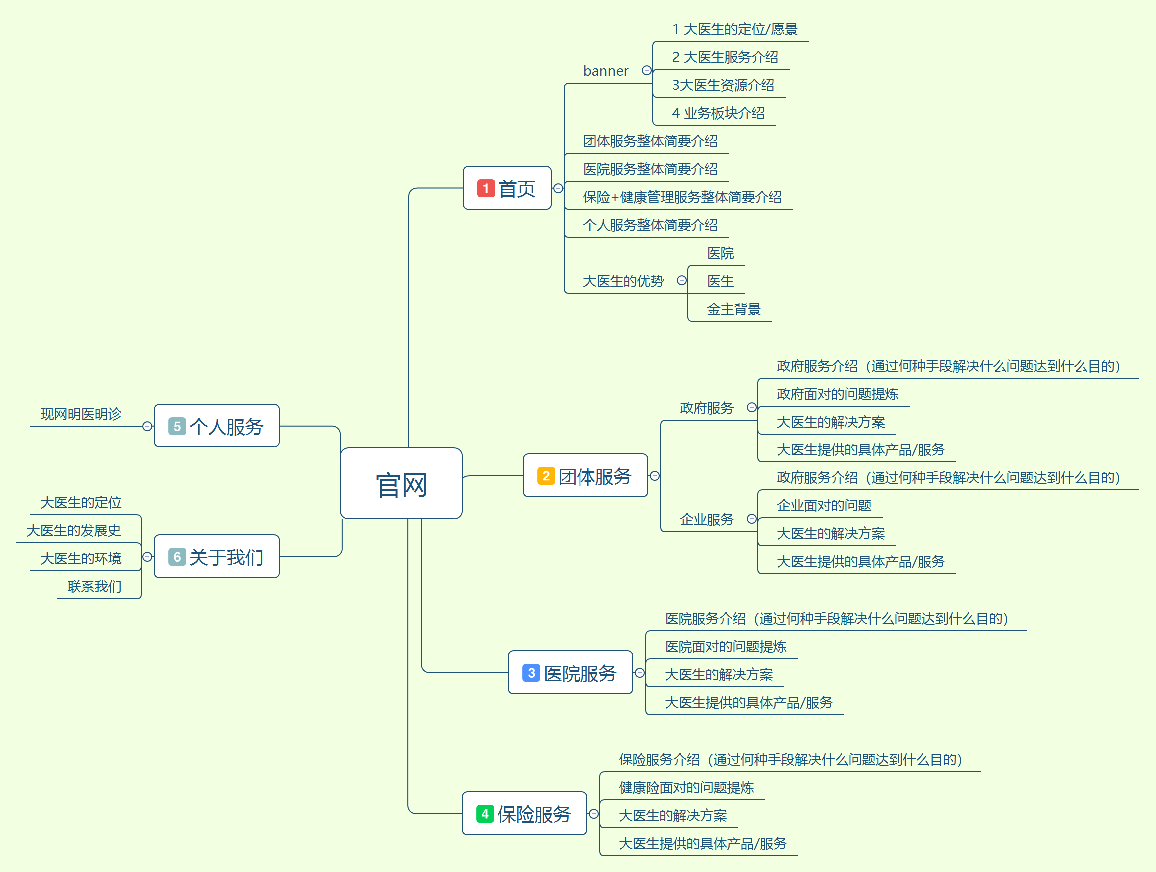 官网
1 首页
banner
1 大医生的定位/愿景
2 大医生服务介绍
3大医生资源介绍
4 业务板块介绍
团体服务整体简要介绍
医院服务整体简要介绍
保险+健康管理服务整体简要介绍
个人服务整体简要介绍
大医生的优势
医院
医生
金主背景
2 团体服务
政府服务
政府服务介绍（通过何种手段解决什么问题达到什么目的）
政府面对的问题提炼
大医生的解决方案
大医生提供的具体产品/服务
企业服务
政府服务介绍（通过何种手段解决什么问题达到什么目的）
企业面对的问题
大医生的解决方案
大医生提供的具体产品/服务
3 医院服务
医院服务介绍（通过何种手段解决什么问题达到什么目的）
医院面对的问题提炼
大医生的解决方案
大医生提供的具体产品/服务
4 保险服务
保险服务介绍（通过何种手段解决什么问题达到什么目的）
健康险面对的问题提炼
大医生的解决方案
大医生提供的具体产品/服务
5 个人服务
现网明医明诊
6 关于我们
大医生的定位
大医生的发展史
大医生的环境
联系我们